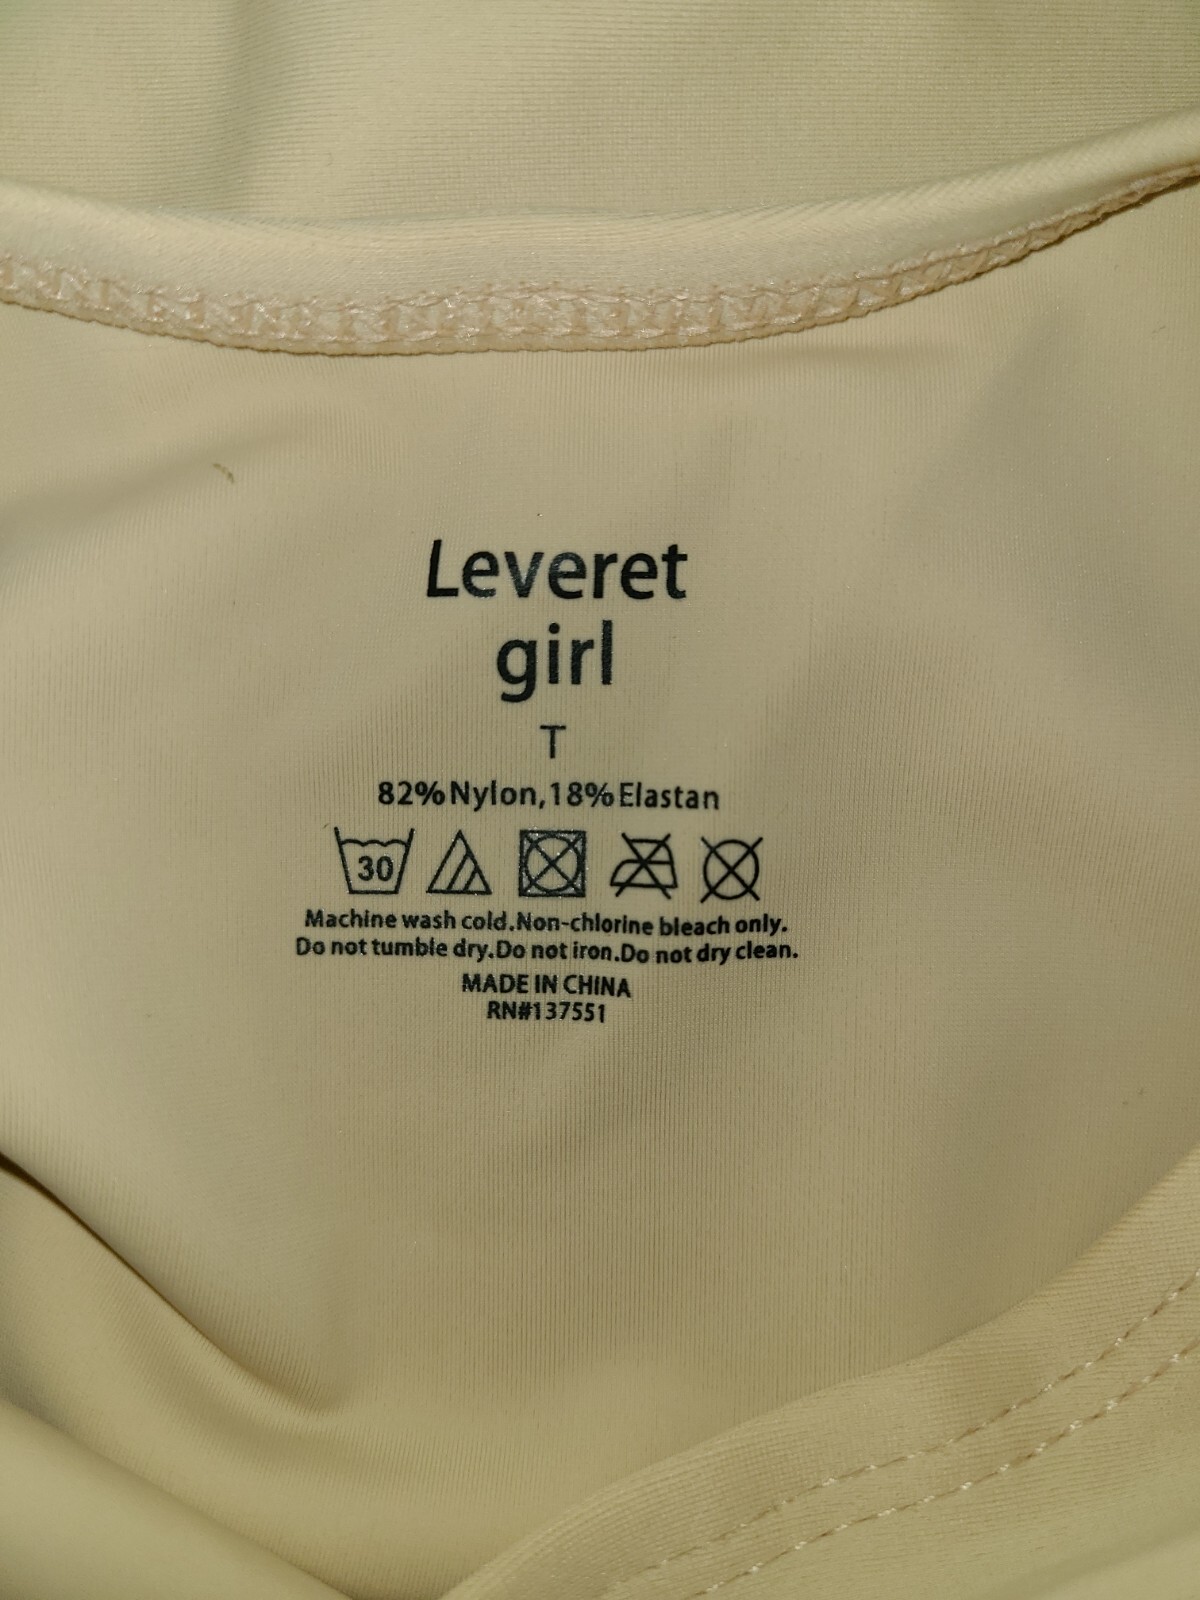 Leveret
girl
T
82%Nylon,18%Elastan
30
Machine wash cold.Non-chlorine bleach only.
Do not tumble dry.Do not iron.Do not dry clean.
MADE IN CHINA
RN#137551